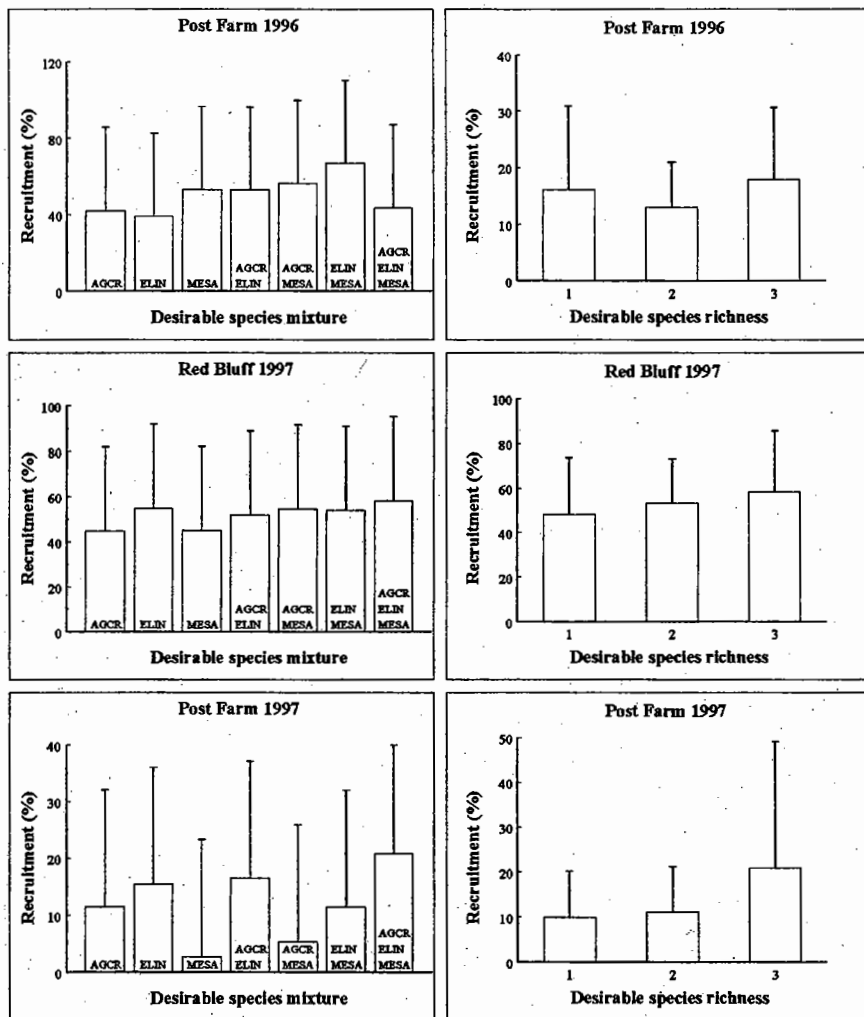 Post Farm 1996
Recruitment (%)
120
80
40
0
AGCR
ELIN
MESA
AGCR
ELIN
AGCR
MESA
ELIN
MESA
AGCR
ELIN
MESA
Desirable species mixture
Post Farm 1996
Recruitment (%)
40
30
20
10
0
1 2 3
Desirable species richness
Red Bluff 1997
Recruitment (%)
100
80
60
40
20
0
AGCR
ELIN
MESA
AGCR
ELIN
AGCR
MESA
ELIN
MESA
AGCR
ELIN
MESA
Desirable species mixture
Red Bluff 1997
Recruitment (%)
100
80
60
40
20
0
1 2 3
Desirable species richness
Post Farm 1997
Recruitment (%)
40
30
20
10
0
AGCR
ELIN
MESA
AGCR
ELIN
AGCR
MESA
ELIN
MESA
AGCR
ELIN
MESA
Desirable species mixture
Post Farm 1997
Recruitment (%)
50
40
30
20
10
0
1 2 3
Desirable species richness